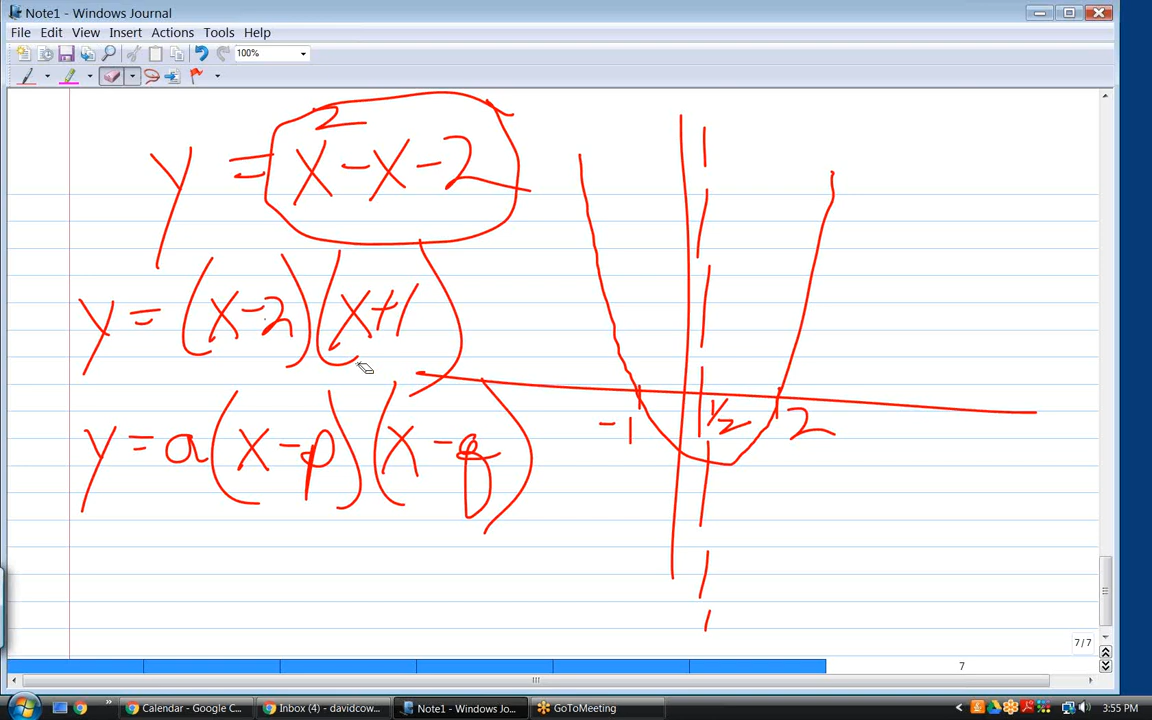 Note1 - Windows Journal
File Edit View Insert Actions Tools Help
100%
y = x² - x - 2
y = (x-2)(x+1)
y = a(x-p)(x-q)
-1 1/2 2
7/7
7
Calendar - Google C... Inbox (4) - davidcow... Note1 - Windows Jo... GoToMeeting 3:55 PM